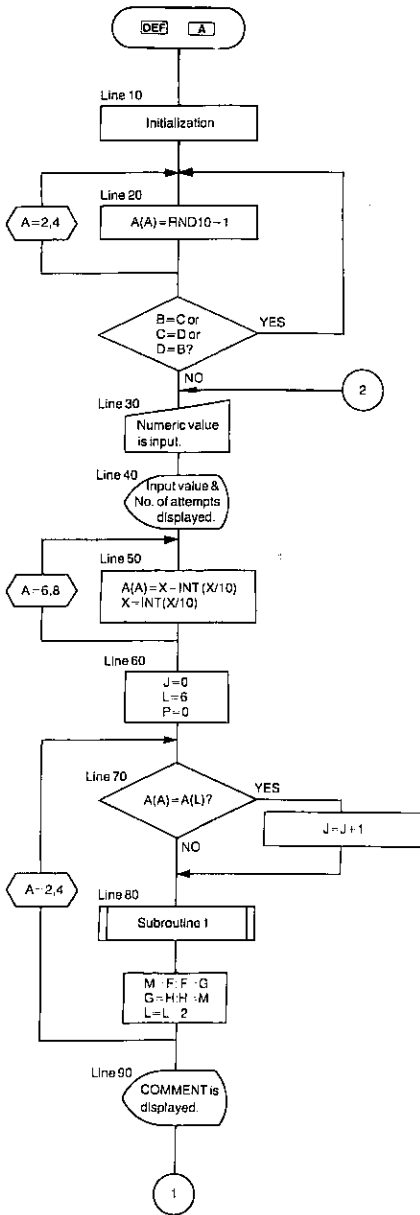 DEF A
Line 10
Initialization
Line 20
A=2,4
A(A)=RND10-1
B=C or
C=D or
D=B?
YES
NO
2
Line 30
Numeric value
is input.
Line 40
Input value &
No. of attempts
displayed.
Line 50
A=6,8
A(A)=X-INT(X/10)
X=INT(X/10)
Line 60
J=0
L=6
P=0
Line 70
A(A)=A(L)?
YES
J=J+1
NO
A=2,4
Line 80
Subroutine 1
M=F:F=G
G=H:H=M
L=L 2
Line 90
COMMENT is
displayed.
1